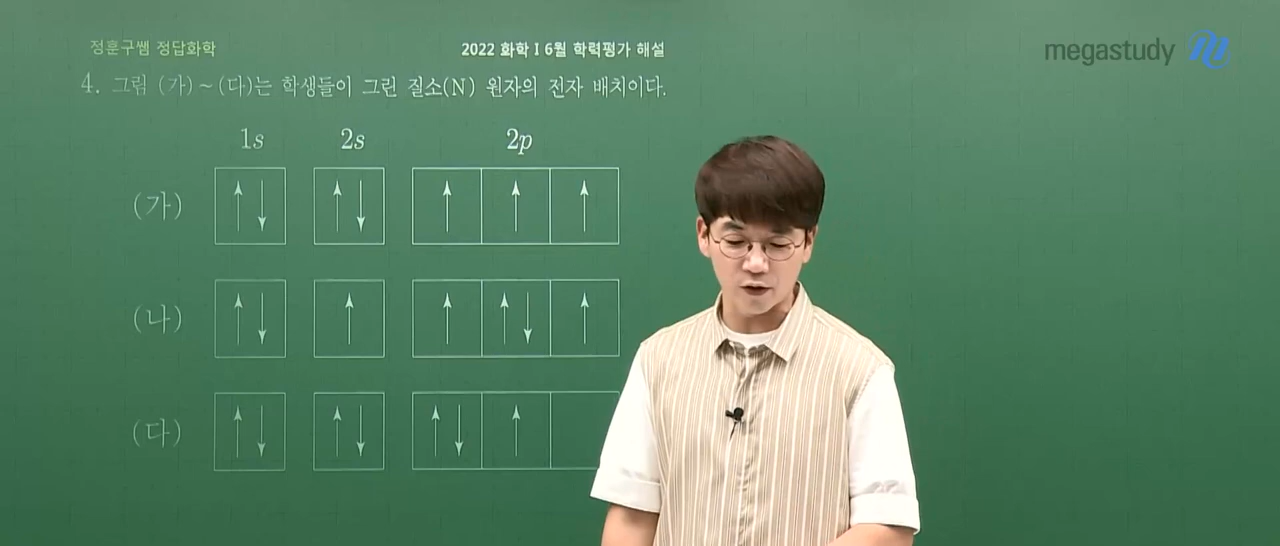 정훈구쌤 정답화학
2022 화학 I 6월 학력평가 해설
megastudy
4. 그림 (가)~(다)는 학생들이 그린 질소(N) 원자의 전자 배치이다.
1s 2s 2p
(가)
(나)
(다)